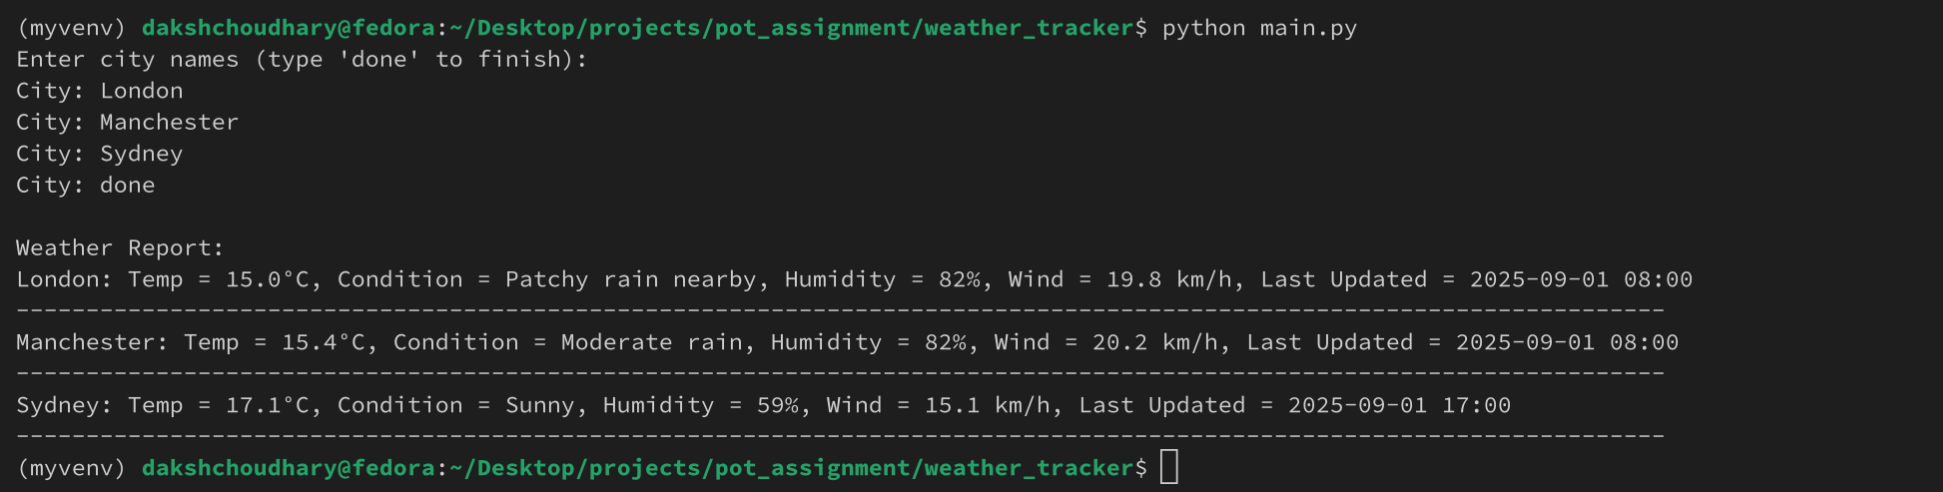 (myvenv) dakshchoudhary@fedora:~/Desktop/projects/pot_assignment/weather_tracker$ python main.py
Enter city names (type 'done' to finish):
City: London
City: Manchester
City: Sydney
City: done

Weather Report:
London: Temp = 15.0°C, Condition = Patchy rain nearby, Humidity = 82%, Wind = 19.8 km/h, Last Updated = 2025-09-01 08:00
----------------------------------------------------------------------------------------------------------------------
Manchester: Temp = 15.4°C, Condition = Moderate rain, Humidity = 82%, Wind = 20.2 km/h, Last Updated = 2025-09-01 08:00
----------------------------------------------------------------------------------------------------------------------
Sydney: Temp = 17.1°C, Condition = Sunny, Humidity = 59%, Wind = 15.1 km/h, Last Updated = 2025-09-01 17:00
----------------------------------------------------------------------------------------------------------------------
(myvenv) dakshchoudhary@fedora:~/Desktop/projects/pot_assignment/weather_tracker$